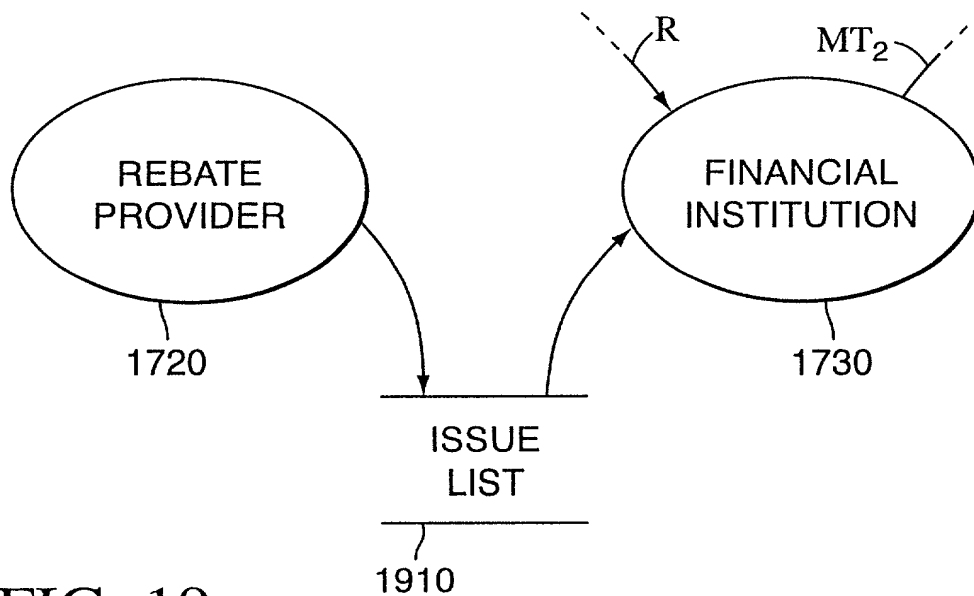 R
MT2
REBATE
PROVIDER
FINANCIAL
INSTITUTION
1720
1730
ISSUE
LIST
1910